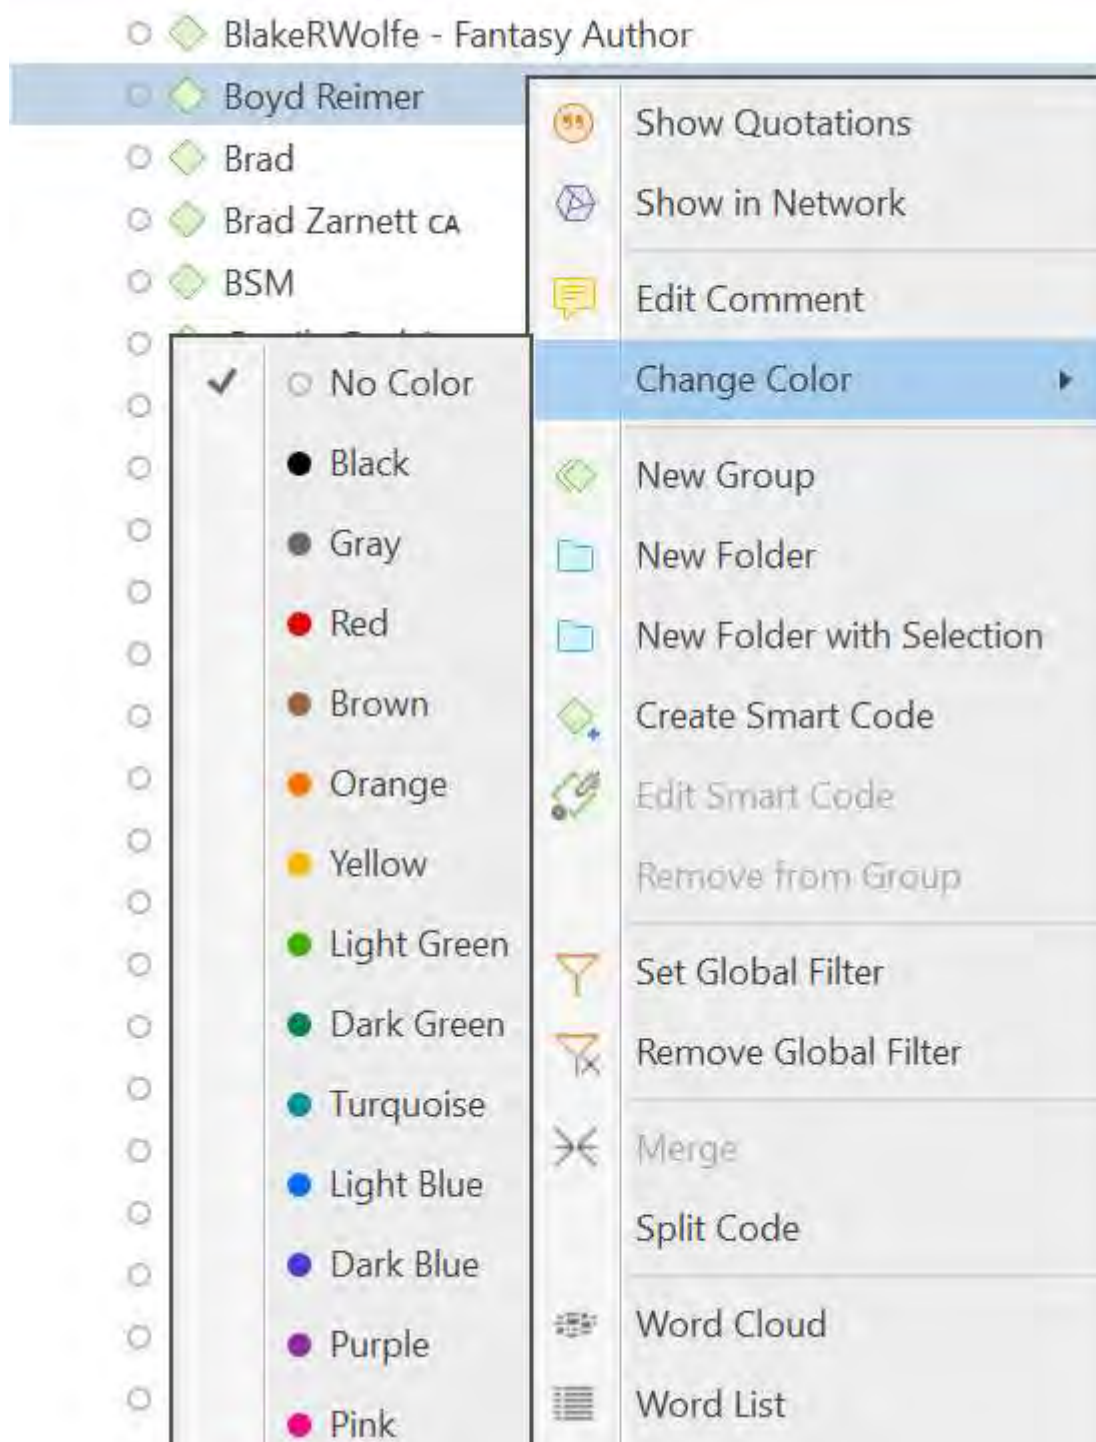 BlakeRWolfe - Fantasy Author
Boyd Reimer
Brad
Brad Zarnett ᴄᴀ
BSM
Show Quotations
Show in Network
Edit Comment
Change Color
New Group
New Folder
New Folder with Selection
Create Smart Code
Edit Smart Code
Remove from Group
Set Global Filter
Remove Global Filter
Merge
Split Code
Word Cloud
Word List
No Color
Black
Gray
Red
Brown
Orange
Yellow
Light Green
Dark Green
Turquoise
Light Blue
Dark Blue
Purple
Pink